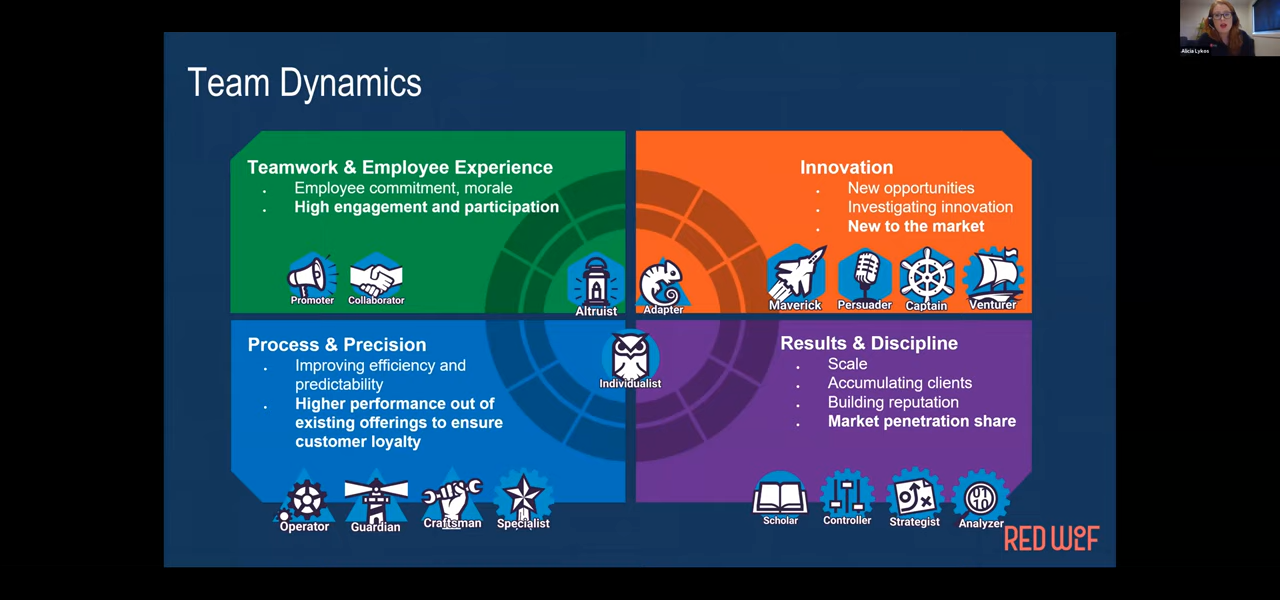 Alicia Lykos
Team Dynamics
Teamwork & Employee Experience
. Employee commitment, morale
. High engagement and participation
Promoter
Collaborator
Altruist
Innovation
. New opportunities
. Investigating innovation
. New to the market
Adapter
Maverick
Persuader
Captain
Venturer
Process & Precision
. Improving efficiency and
predictability
. Higher performance out of
existing offerings to ensure
customer loyalty
Individualist
Operator
Guardian
Craftsman
Specialist
Results & Discipline
. Scale
. Accumulating clients
. Building reputation
. Market penetration share
Scholar
Controller
Strategist
Analyzer
RED WOLF